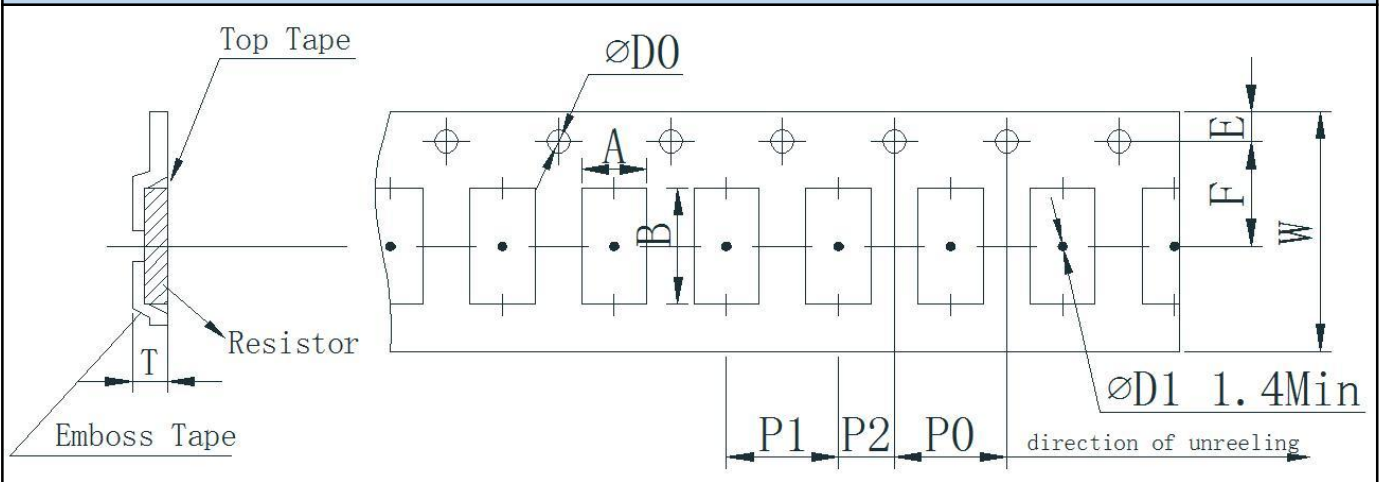 Top Tape
⌀D0
E
A
F
B
W
Resistor
T
⌀D1 1.4Min
Emboss Tape
P1
P2
P0
direction of unreeling